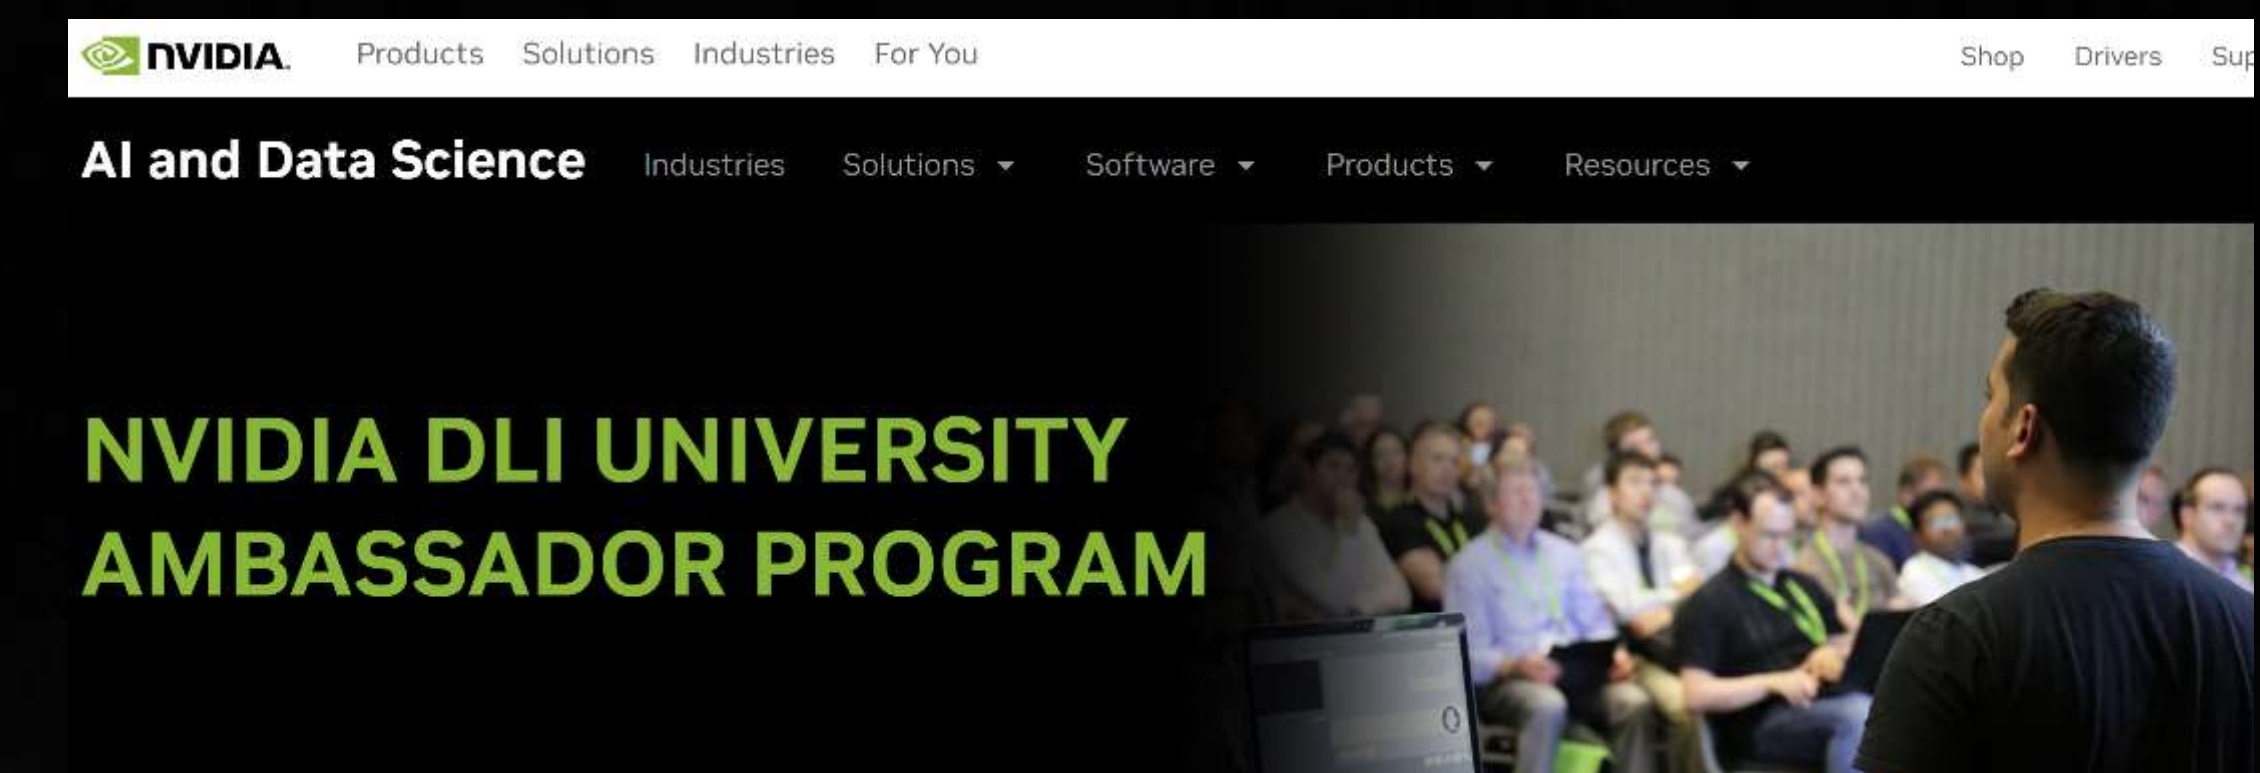 NVIDIA. Products Solutions Industries For You Shop Drivers
AI and Data Science Industries Solutions Software Products Resources
NVIDIA DLI UNIVERSITY
AMBASSADOR PROGRAM